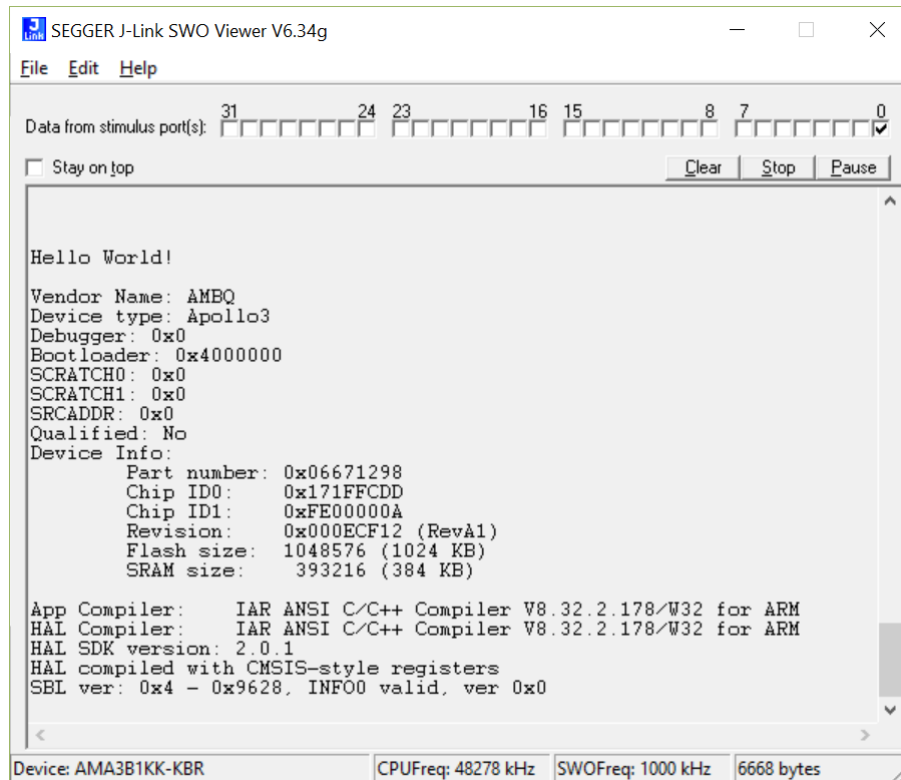 J-Link SEGGER J-Link SWO Viewer V6.34g
File Edit Help
31 24 23 16 15 8 7 0
Data from stimulus port(s):
Stay on top Clear Stop Pause
Hello World!
Vendor Name: AMBQ
Device type: Apollo3
Debugger: 0x0
Bootloader: 0x4000000
SCRATCH0: 0x0
SCRATCH1: 0x0
SRCADDR: 0x0
Qualified: No
Device Info:
Part number: 0x06671298
Chip ID0: 0x171FFCDD
Chip ID1: 0xFE00000A
Revision: 0x000ECF12 (RevA1)
Flash size: 1048576 (1024 KB)
SRAM size: 393216 (384 KB)
App Compiler: IAR ANSI C/C++ Compiler V8.32.2.178/W32 for ARM
HAL Compiler: IAR ANSI C/C++ Compiler V8.32.2.178/W32 for ARM
HAL SDK version: 2.0.1
HAL compiled with CMSIS-style registers
SBL ver: 0x4 - 0x9628, INFO0 valid, ver 0x0
Device: AMA3B1KK-KBR CPUFreq: 48278 kHz SWOFreq: 1000 kHz 6668 bytes